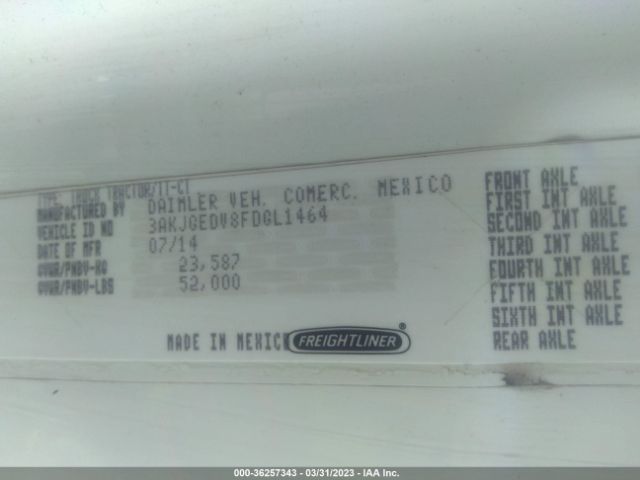 TYPE TRUCK TRACTOR/TT-CT
MANUFACTURED BY DAIMLER VEH. COMERC. MEXICO
VEHICLE ID NO 3AKJGEDV8FDGL1464
DATE OF MFR 07/14
GVWR/PNBV-KG 23,587
GVWR/PNBV-LBS 52,000
MADE IN MEXICO FREIGHTLINER®
FRONT AXLE
FIRST INT AXLE
SECOND INT AXLE
THIRD INT AXLE
FOURTH INT AXLE
FIFTH INT AXLE
SIXTH INT AXLE
REAR AXLE
000-36257343 - 03/31/2023 - IAA Inc.